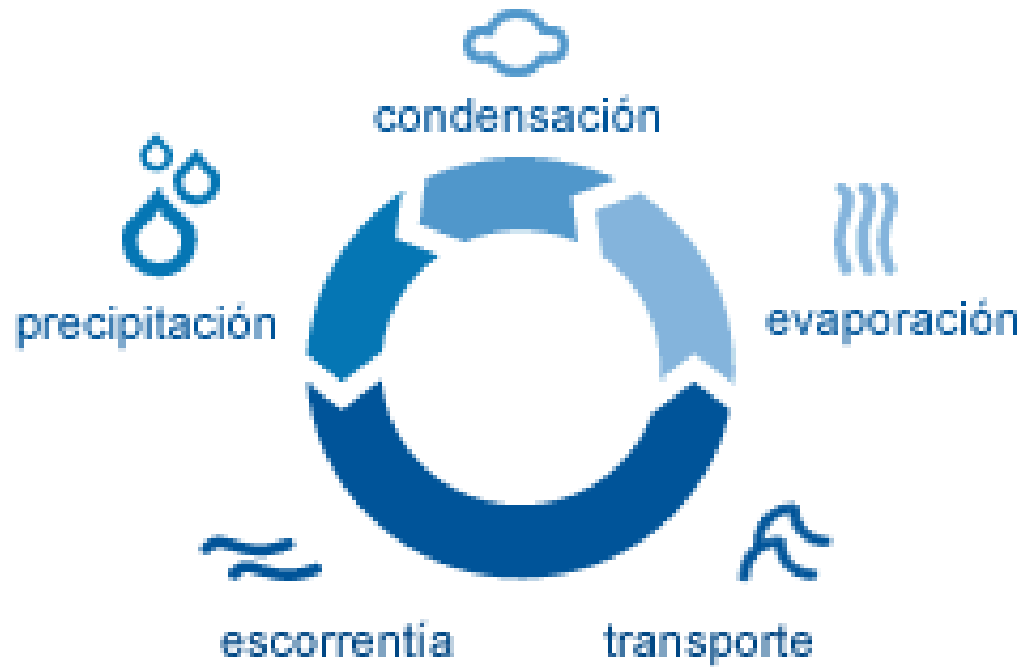 condensación
precipitación
evaporación
escorrentía
transporte